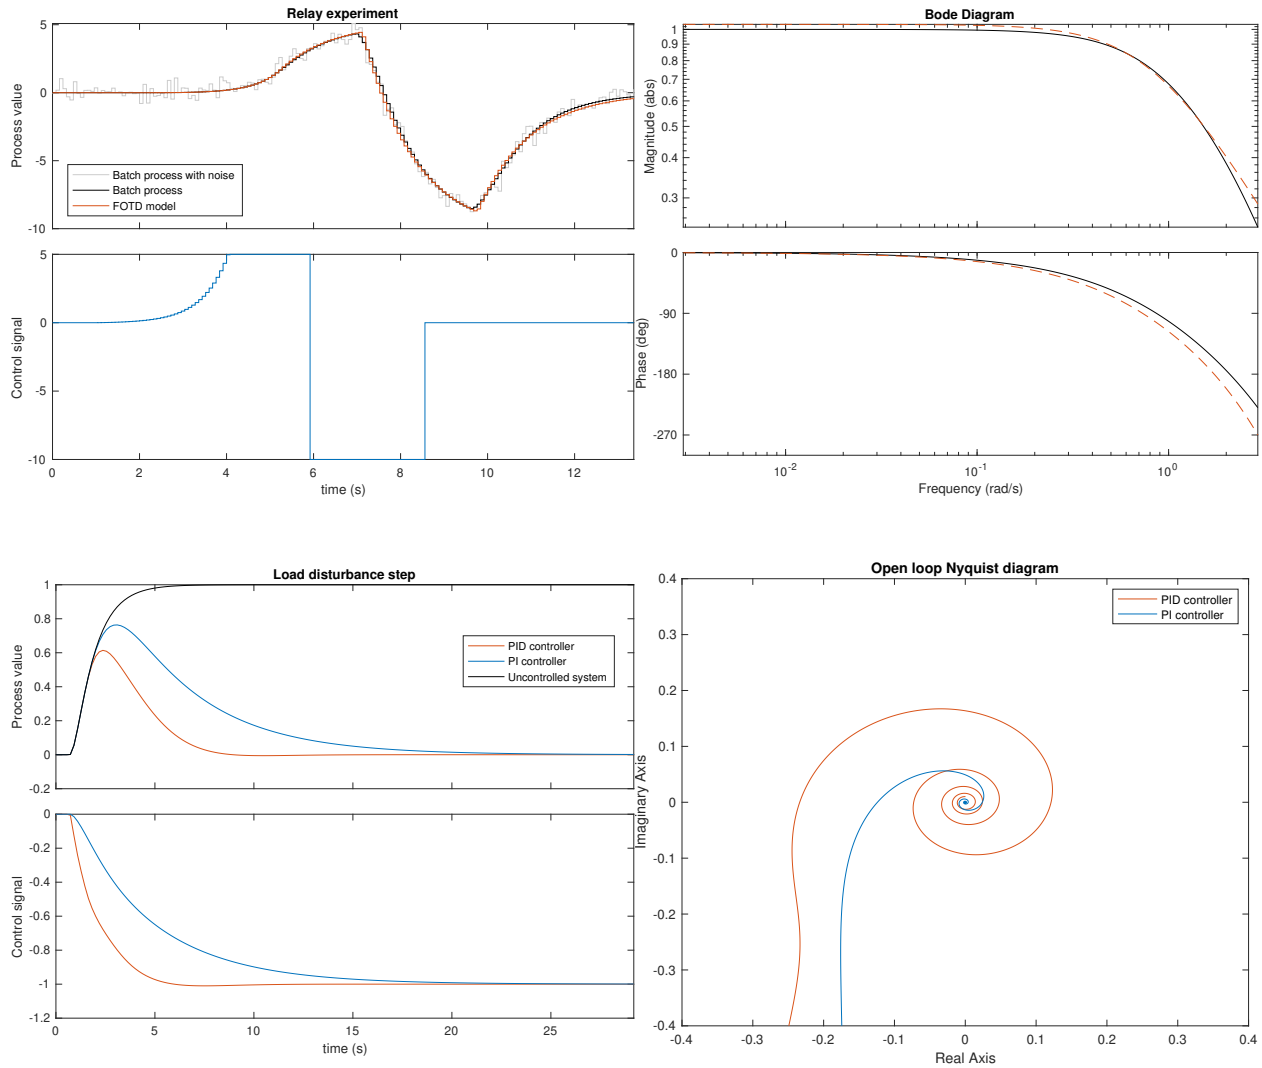 Relay experiment
5
0
-5
-10
Process value
Batch process with noise
Batch process
FOTD model
5
0
-5
-10
Control signal
0
2
4
6
8
10
12
time (s)
Bode Diagram
1
0.9
0.8
0.7
0.6
0.5
0.4
0.3
Magnitude (abs)
0
-90
-180
-270
Phase (deg)
10^-2
10^-1
10^0
Frequency (rad/s)
Load disturbance step
1
0.8
0.6
0.4
0.2
0
-0.2
Process value
PID controller
PI controller
Uncontrolled system
0
-0.2
-0.4
-0.6
-0.8
-1
-1.2
Control signal
0
5
10
15
20
25
time (s)
Open loop Nyquist diagram
0.4
0.3
0.2
0.1
0
-0.1
-0.2
-0.3
-0.4
Imaginary Axis
PID controller
PI controller
-0.4
-0.3
-0.2
-0.1
0
0.1
0.2
0.3
0.4
Real Axis